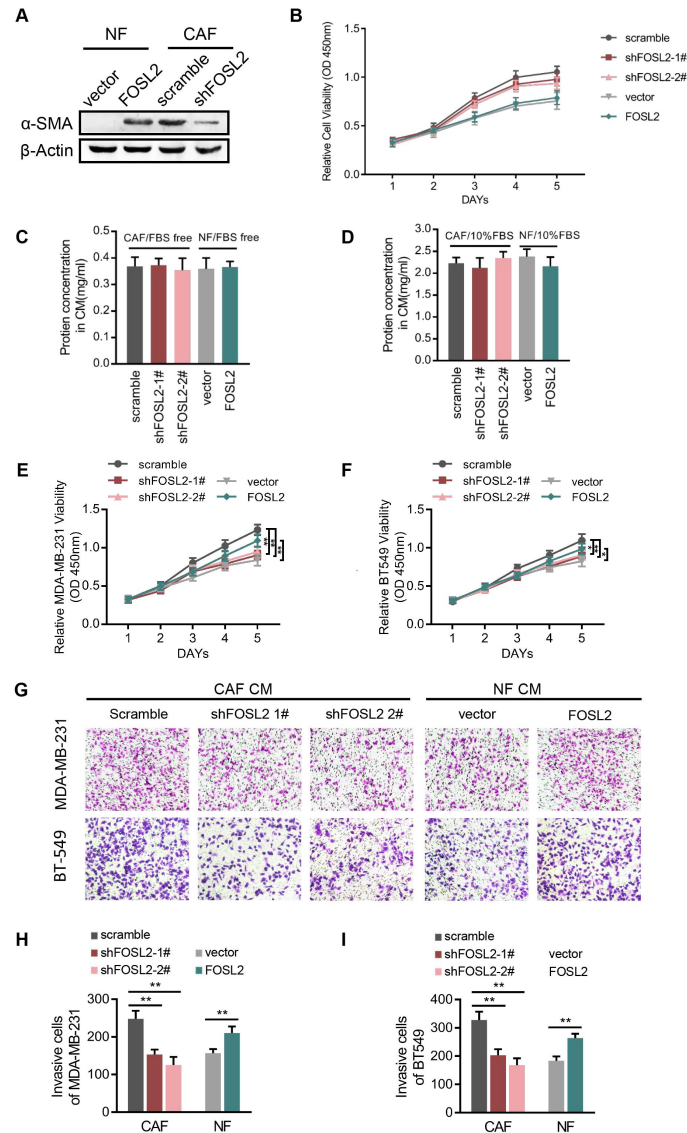 A
NF CAF
vector FOSL2 scramble shFOSL2
α-SMA
β-Actin
B
Relative Cell Viability (OD 450nm)
1.5
1.0
0.5
0.0
1 2 3 4 5
DAYs
scramble
shFOSL2-1#
shFOSL2-2#
vector
FOSL2
C
Protien concentration
in CM(mg/ml)
CAF/FBS free NF/FBS free
0.5
0.4
0.3
0.2
0.1
0.0
scramble shFOSL2-1# shFOSL2-2# vector FOSL2
D
Protien concentration
in CM(mg/ml)
CAF/10%FBS NF/10%FBS
3.0
2.5
2.0
1.5
1.0
0.5
0.0
scramble shFOSL2-1# shFOSL2-2# vector FOSL2
E
scramble
shFOSL2-1# vector
shFOSL2-2# FOSL2
Relative MDA-MB-231 Viability
(OD 450nm)
1.5
1.0
0.5
0.0
** ** **
1 2 3 4 5
DAYs
F
scramble
shFOSL2-1# vector
shFOSL2-2# FOSL2
Relative BT549 Viability
(OD 450nm)
1.5
1.0
0.5
0.0
* ** *
1 2 3 4 5
DAYs
G
CAF CM NF CM
Scramble shFOSL2 1# shFOSL2 2# vector FOSL2
MDA-MB-231
BT-549
H
scramble
shFOSL2-1# vector
shFOSL2-2# FOSL2
Invasive cells
of MDA-MB-231
300
200
100
0
**
**
**
CAF NF
I
scramble
shFOSL2-1# vector
shFOSL2-2# FOSL2
Invasive cells
of BT549
400
300
200
100
0
**
**
**
CAF NF